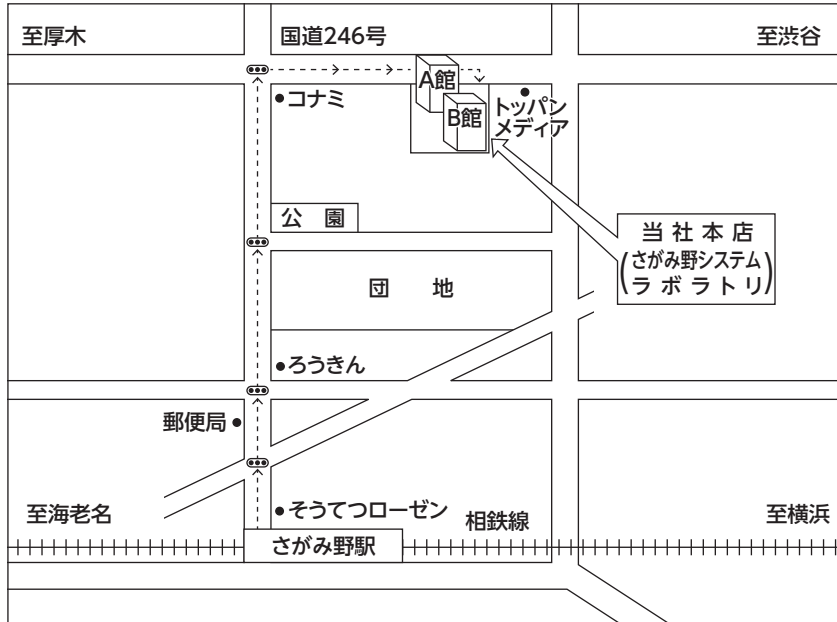 至厚木
国道246号
至渋谷
A館
B館
コナミ
トッパン
メディア
公園
当社本店
(さがみ野システム
ラボラトリ)
団地
ろうきん
郵便局
そうてつローゼン
至海老名
相鉄線
至横浜
さがみ野駅